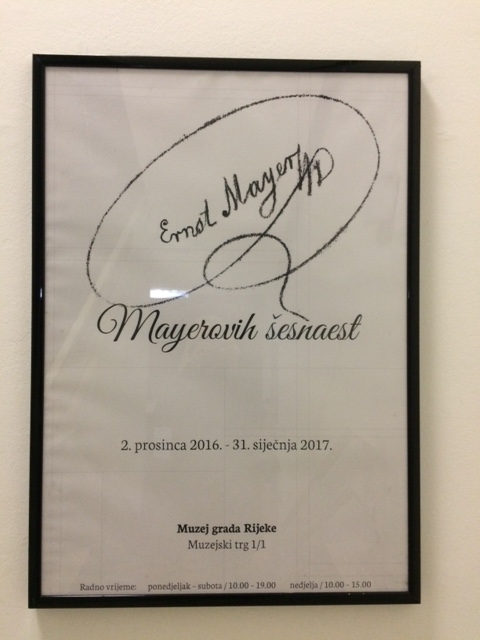 Ernst Mayer
Mayerovih šesnaest
2. prosinca 2016. - 31. siječnja 2017.
Muzej grada Rijeke
Muzejski trg 1/1
Radno vrijeme: ponedjeljak - subota / 10.00 - 19.00 nedjelja / 10.00 - 15.00